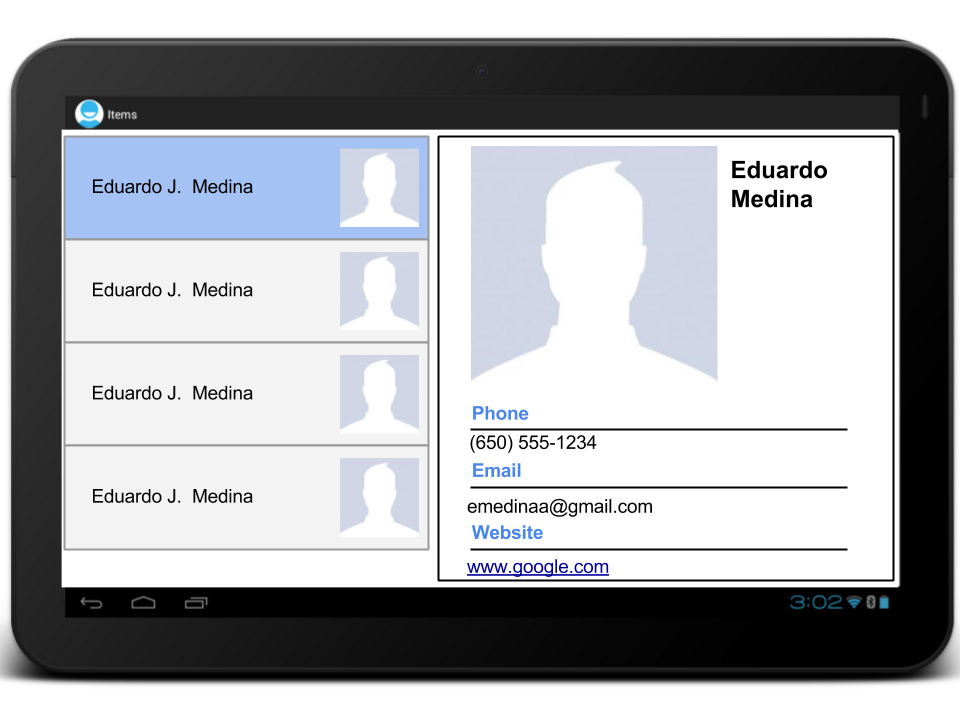 Items
Eduardo J.  Medina
Eduardo J.  Medina
Eduardo J.  Medina
Eduardo J.  Medina
Eduardo
Medina
Phone
(650) 555-1234
Email
emedinaa@gmail.com
Website
www.google.com
3:02